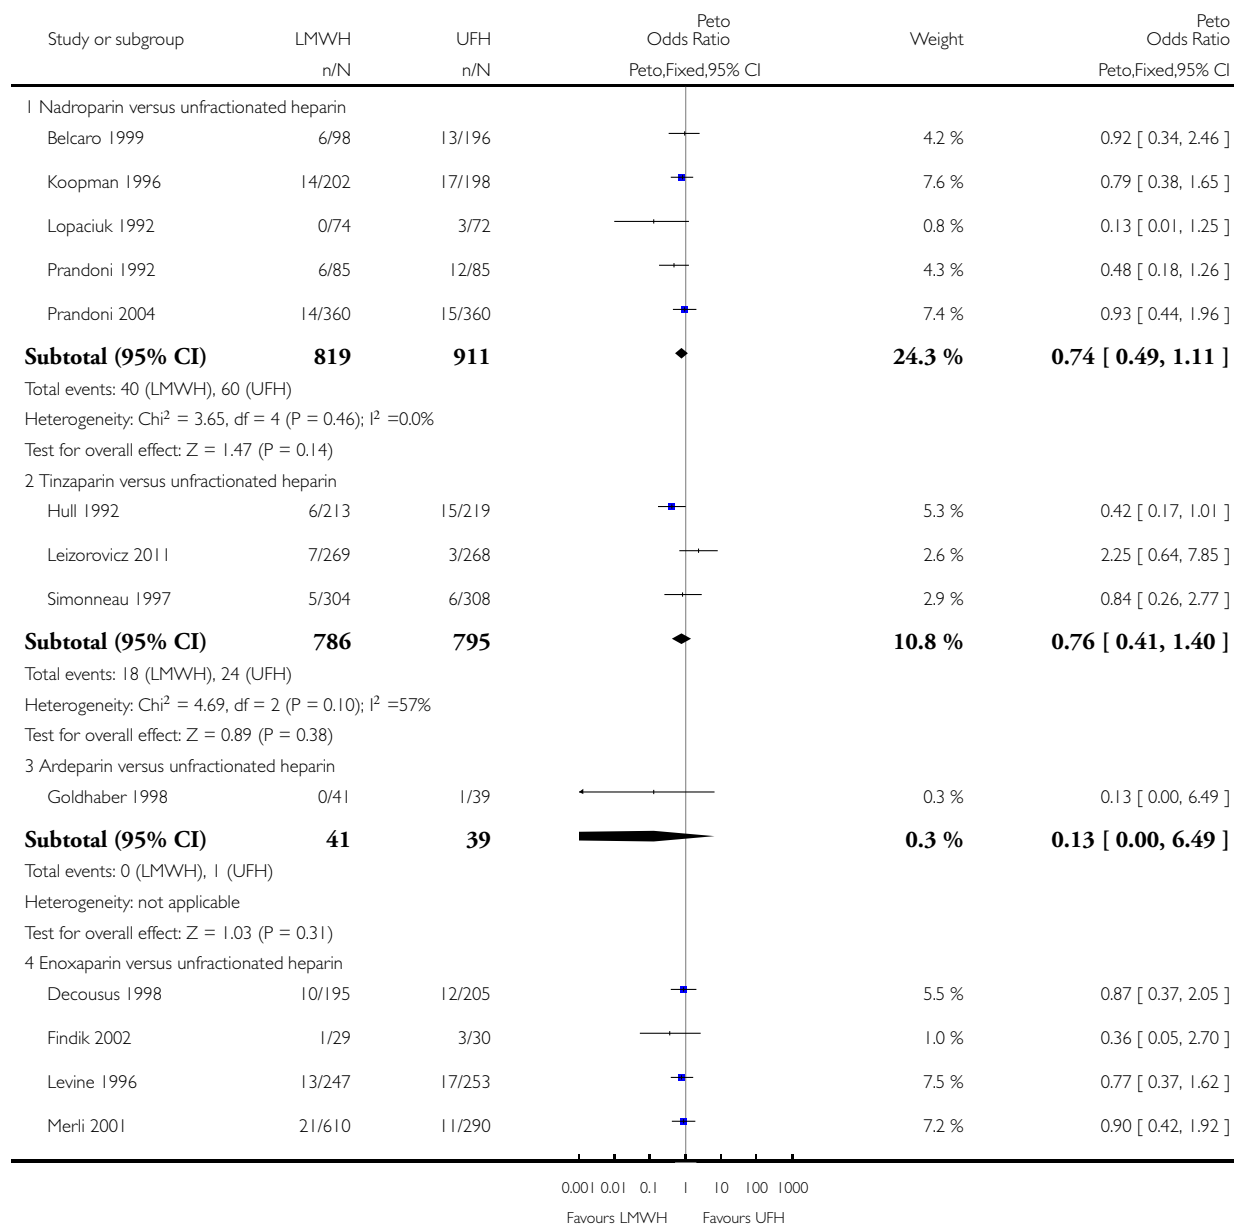 Peto Peto
Study or subgroup LMWH UFH Odds Ratio Weight Odds Ratio
n/N n/N Peto,Fixed,95% CI Peto,Fixed,95% CI
1 Nadroparin versus unfractionated heparin
Belcaro 1999 6/98 13/196 4.2 % 0.92 [ 0.34, 2.46 ]
Koopman 1996 14/202 17/198 7.6 % 0.79 [ 0.38, 1.65 ]
Lopaciuk 1992 0/74 3/72 0.8 % 0.13 [ 0.01, 1.25 ]
Prandoni 1992 6/85 12/85 4.3 % 0.48 [ 0.18, 1.26 ]
Prandoni 2004 14/360 15/360 7.4 % 0.93 [ 0.44, 1.96 ]
Subtotal (95% CI) 819 911 24.3 % 0.74 [ 0.49, 1.11 ]
Total events: 40 (LMWH), 60 (UFH)
Heterogeneity: Chi² = 3.65, df = 4 (P = 0.46); I² =0.0%
Test for overall effect: Z = 1.47 (P = 0.14)
2 Tinzaparin versus unfractionated heparin
Hull 1992 6/213 15/219 5.3 % 0.42 [ 0.17, 1.01 ]
Leizorovicz 2011 7/269 3/268 2.6 % 2.25 [ 0.64, 7.85 ]
Simonneau 1997 5/304 6/308 2.9 % 0.84 [ 0.26, 2.77 ]
Subtotal (95% CI) 786 795 10.8 % 0.76 [ 0.41, 1.40 ]
Total events: 18 (LMWH), 24 (UFH)
Heterogeneity: Chi² = 4.69, df = 2 (P = 0.10); I² =57%
Test for overall effect: Z = 0.89 (P = 0.38)
3 Ardeparin versus unfractionated heparin
Goldhaber 1998 0/41 1/39 0.3 % 0.13 [ 0.00, 6.49 ]
Subtotal (95% CI) 41 39 0.3 % 0.13 [ 0.00, 6.49 ]
Total events: 0 (LMWH), 1 (UFH)
Heterogeneity: not applicable
Test for overall effect: Z = 1.03 (P = 0.31)
4 Enoxaparin versus unfractionated heparin
Decousus 1998 10/195 12/205 5.5 % 0.87 [ 0.37, 2.05 ]
Findik 2002 1/29 3/30 1.0 % 0.36 [ 0.05, 2.70 ]
Levine 1996 13/247 17/253 7.5 % 0.77 [ 0.37, 1.62 ]
Merli 2001 21/610 11/290 7.2 % 0.90 [ 0.42, 1.92 ]
0.001 0.01 0.1 1 10 100 1000
Favours LMWH Favours UFH